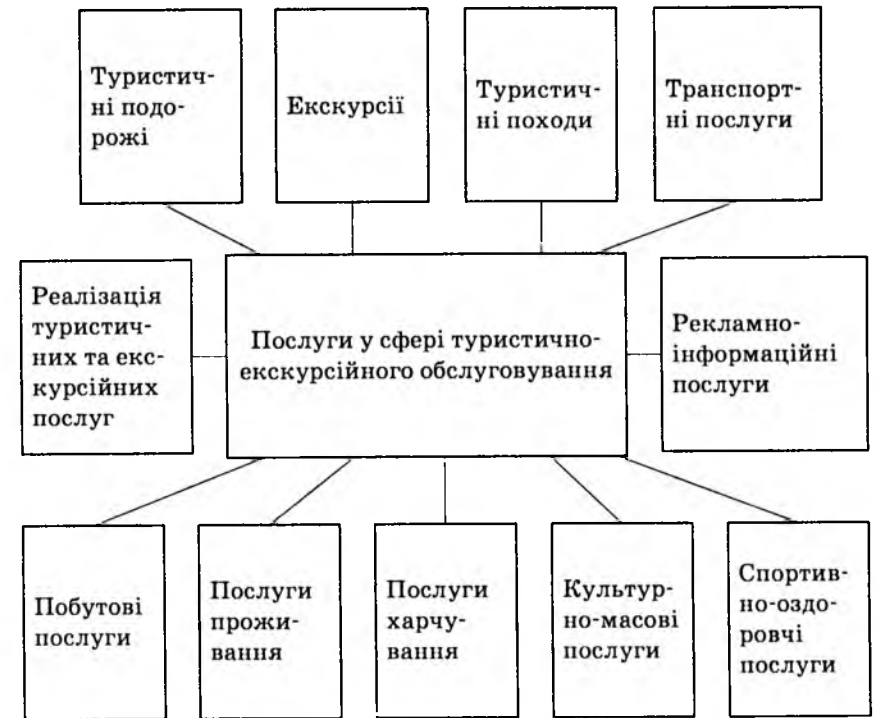 Туристич-
ні подо-
рожі
Екскурсії
Туристич-
ні походи
Транспорт-
ні послуги
Реалізація
туристич-
них та екс-
курсійних
послуг
Послуги у сфері туристично-
екскурсійного обслуговування
Рекламно-
інформаційні
послуги
Побутові
послуги
Послуги
прожи-
вання
Послуги
харчу-
вання
Культур-
но-масові
послуги
Спортив-
но-оздо-
ровчі
послуги